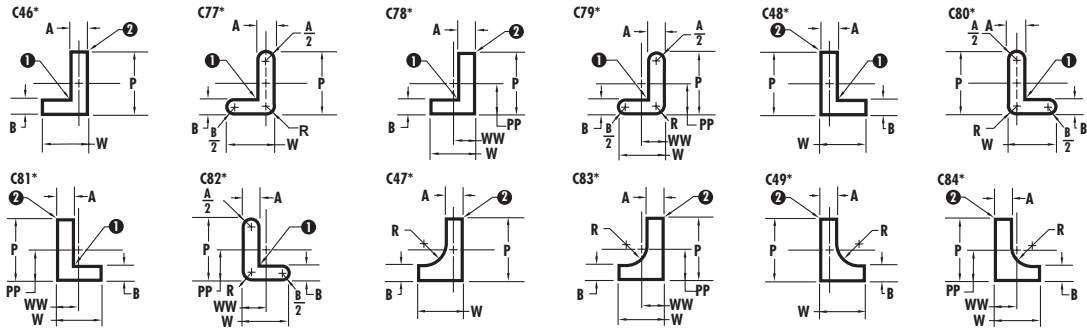 C46* C77* C78* C79* C48* C80*
A A A/2 A A A/2 A A/2 A
2 2 2
1 1 1 1 1 1
P P P P P P
B B B/2 R B PP B B/2 R PP B R B/2 B
WW WW
W W W W W W
C81* C82* C47* C83* C49* C84*
2 A A/2 A A 2 A 2 2 A 2 A
1 1 R R R R
P P P P P P
PP B PP R B/2 B B B PP B PP B
WW WW WW WW
W W W W W W